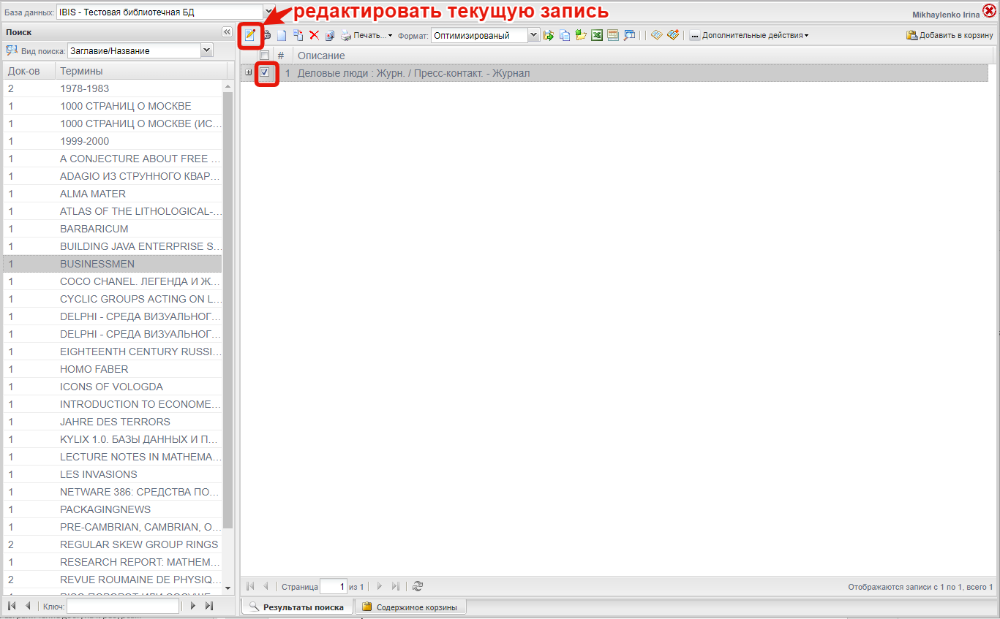 База данных: IBIS - Тестовая библиотечная БД
редактировать текущую запись
Mikhaylenko Irina
Поиск
Печать... Формат: Оптимизированый
Дополнительные действия
Добавить в корзину
Вид поиска: Заглавие/Название
Док-ов Термины
2 1978-1983
1 1000 СТРАНИЦ О МОСКВЕ
1 1000 СТРАНИЦ О МОСКВЕ (ИС...
1 1999-2000
1 A CONJECTURE ABOUT FREE ...
1 ADAGIO ИЗ СТРУННОГО КВАР...
1 ALMA MATER
1 ATLAS OF THE LITHOLOGICAL-...
1 BARBARICUM
1 BUILDING JAVA ENTERPRISE S...
1 BUSINESSMEN
1 COCO CHANEL. ЛЕГЕНДА И Ж...
1 CYCLIC GROUPS ACTING ON L...
1 DELPHI - СРЕДА ВИЗУАЛЬНОГ...
1 DELPHI - СРЕДА ВИЗУАЛЬНОГ...
1 EIGHTEENTH CENTURY RUSSI...
1 HOMO FABER
1 ICONS OF VOLOGDA
1 INTRODUCTION TO ECONOME...
1 JAHRE DES TERRORS
1 KYLIX 1.0. БАЗЫ ДАННЫХ И П...
1 LECTURE NOTES IN MATHEMA...
1 LES INVASIONS
1 NETWARE 386: СРЕДСТВА ПО...
1 PACKAGINGNEWS
1 PRE-CAMBRIAN, CAMBRIAN, O...
2 REGULAR SKEW GROUP RINGS
1 RESEARCH REPORT: MATHEM...
2 REVUE ROUMAINE DE PHYSIQ...
Ключ:
# Описание
1 Деловые люди : Журн. / Пресс-контакт. - Журнал
Страница 1 из 1
Отображаются записи с 1 по 1, всего 1
Результаты поиска
Содержимое корзины